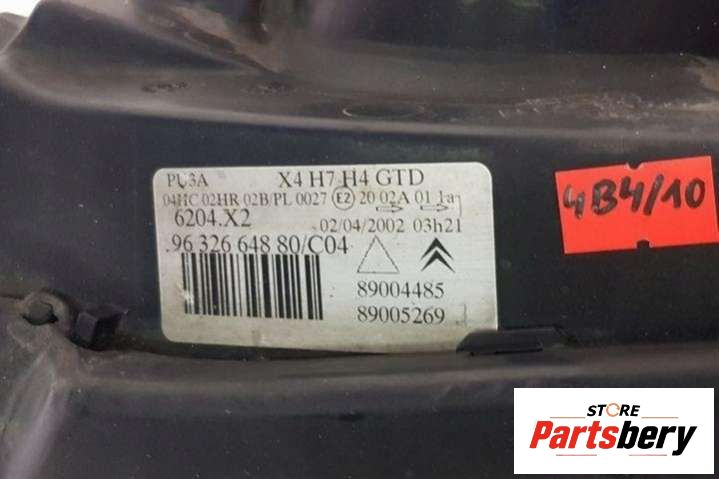 PU3A X4 H7 H4 GTD
04HC 02HR 02B/PL 0027 E2 20 02A 01 1a
6204.X2 02/04/2002 03h21
96 326 648 80/C04
89004485
89005269
4B4/10
STORE
Partsbery